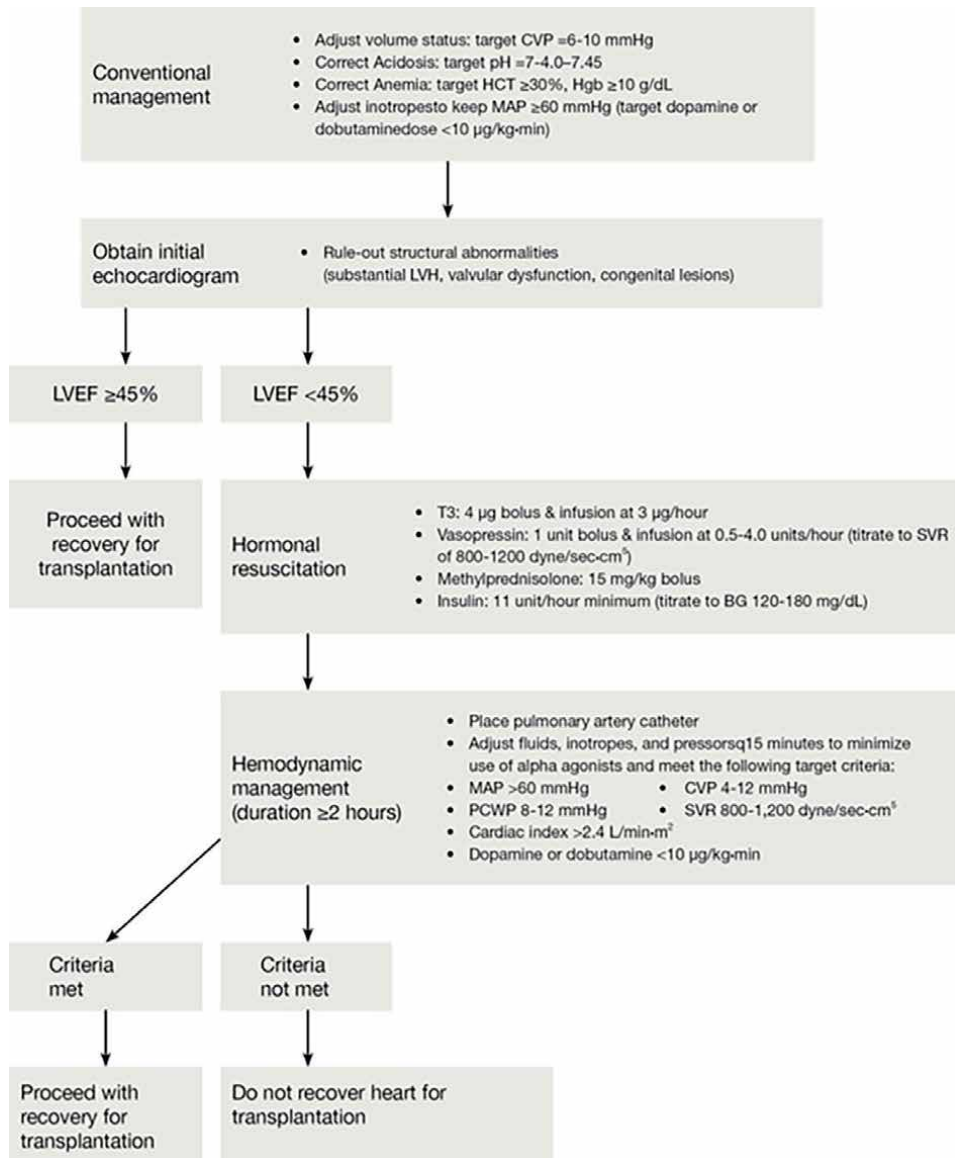 Conventional
management
• Adjust volume status: target CVP =6-10 mmHg
• Correct Acidosis: target pH =7-4.0–7.45
• Correct Anemia: target HCT ≥30%, Hgb ≥10 g/dL
• Adjust inotropesto keep MAP ≥60 mmHg (target dopamine or
dobutaminedose <10 μg/kg·min)
Obtain initial
echocardiogram
• Rule-out structural abnormalities
(substantial LVH, valvular dysfunction, congenital lesions)
LVEF ≥45%
LVEF <45%
Proceed with
recovery for
transplantation
Hormonal
resuscitation
• T3: 4 μg bolus & infusion at 3 μg/hour
• Vasopressin: 1 unit bolus & infusion at 0.5-4.0 units/hour (titrate to SVR
of 800-1200 dyne/sec·cm⁵)
• Methylprednisolone: 15 mg/kg bolus
• Insulin: 11 unit/hour minimum (titrate to BG 120-180 mg/dL)
Hemodynamic
management
(duration ≥2 hours)
• Place pulmonary artery catheter
• Adjust fluids, inotropes, and pressorsq15 minutes to minimize
use of alpha agonists and meet the following target criteria:
• MAP >60 mmHg • CVP 4-12 mmHg
• PCWP 8-12 mmHg • SVR 800-1,200 dyne/sec·cm⁵
• Cardiac index >2.4 L/min·m²
• Dopamine or dobutamine <10 μg/kg·min
Criteria
met
Criteria
not met
Proceed with
recovery for
transplantation
Do not recover heart for
transplantation